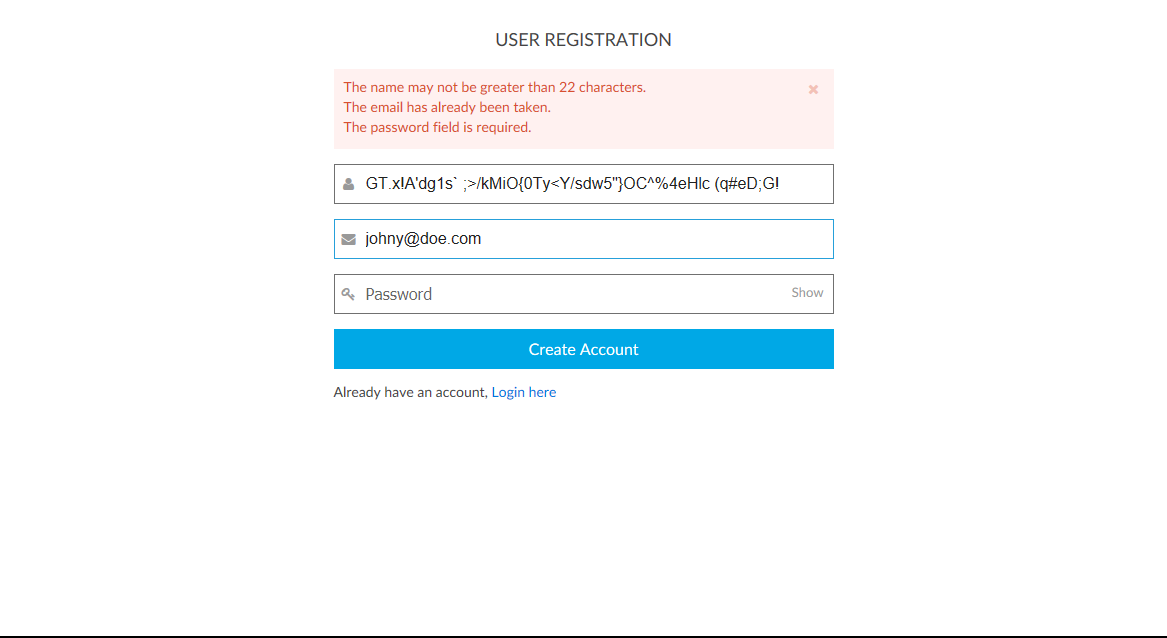 USER REGISTRATION
The name may not be greater than 22 characters.
The email has already been taken.
The password field is required.
GT.x!A'dg1s` ;>/kMiO{0Ty<Y/sdw5"}OC^%4eHlc (q#eD;G!
johny@doe.com
Password Show
Create Account
Already have an account, Login here